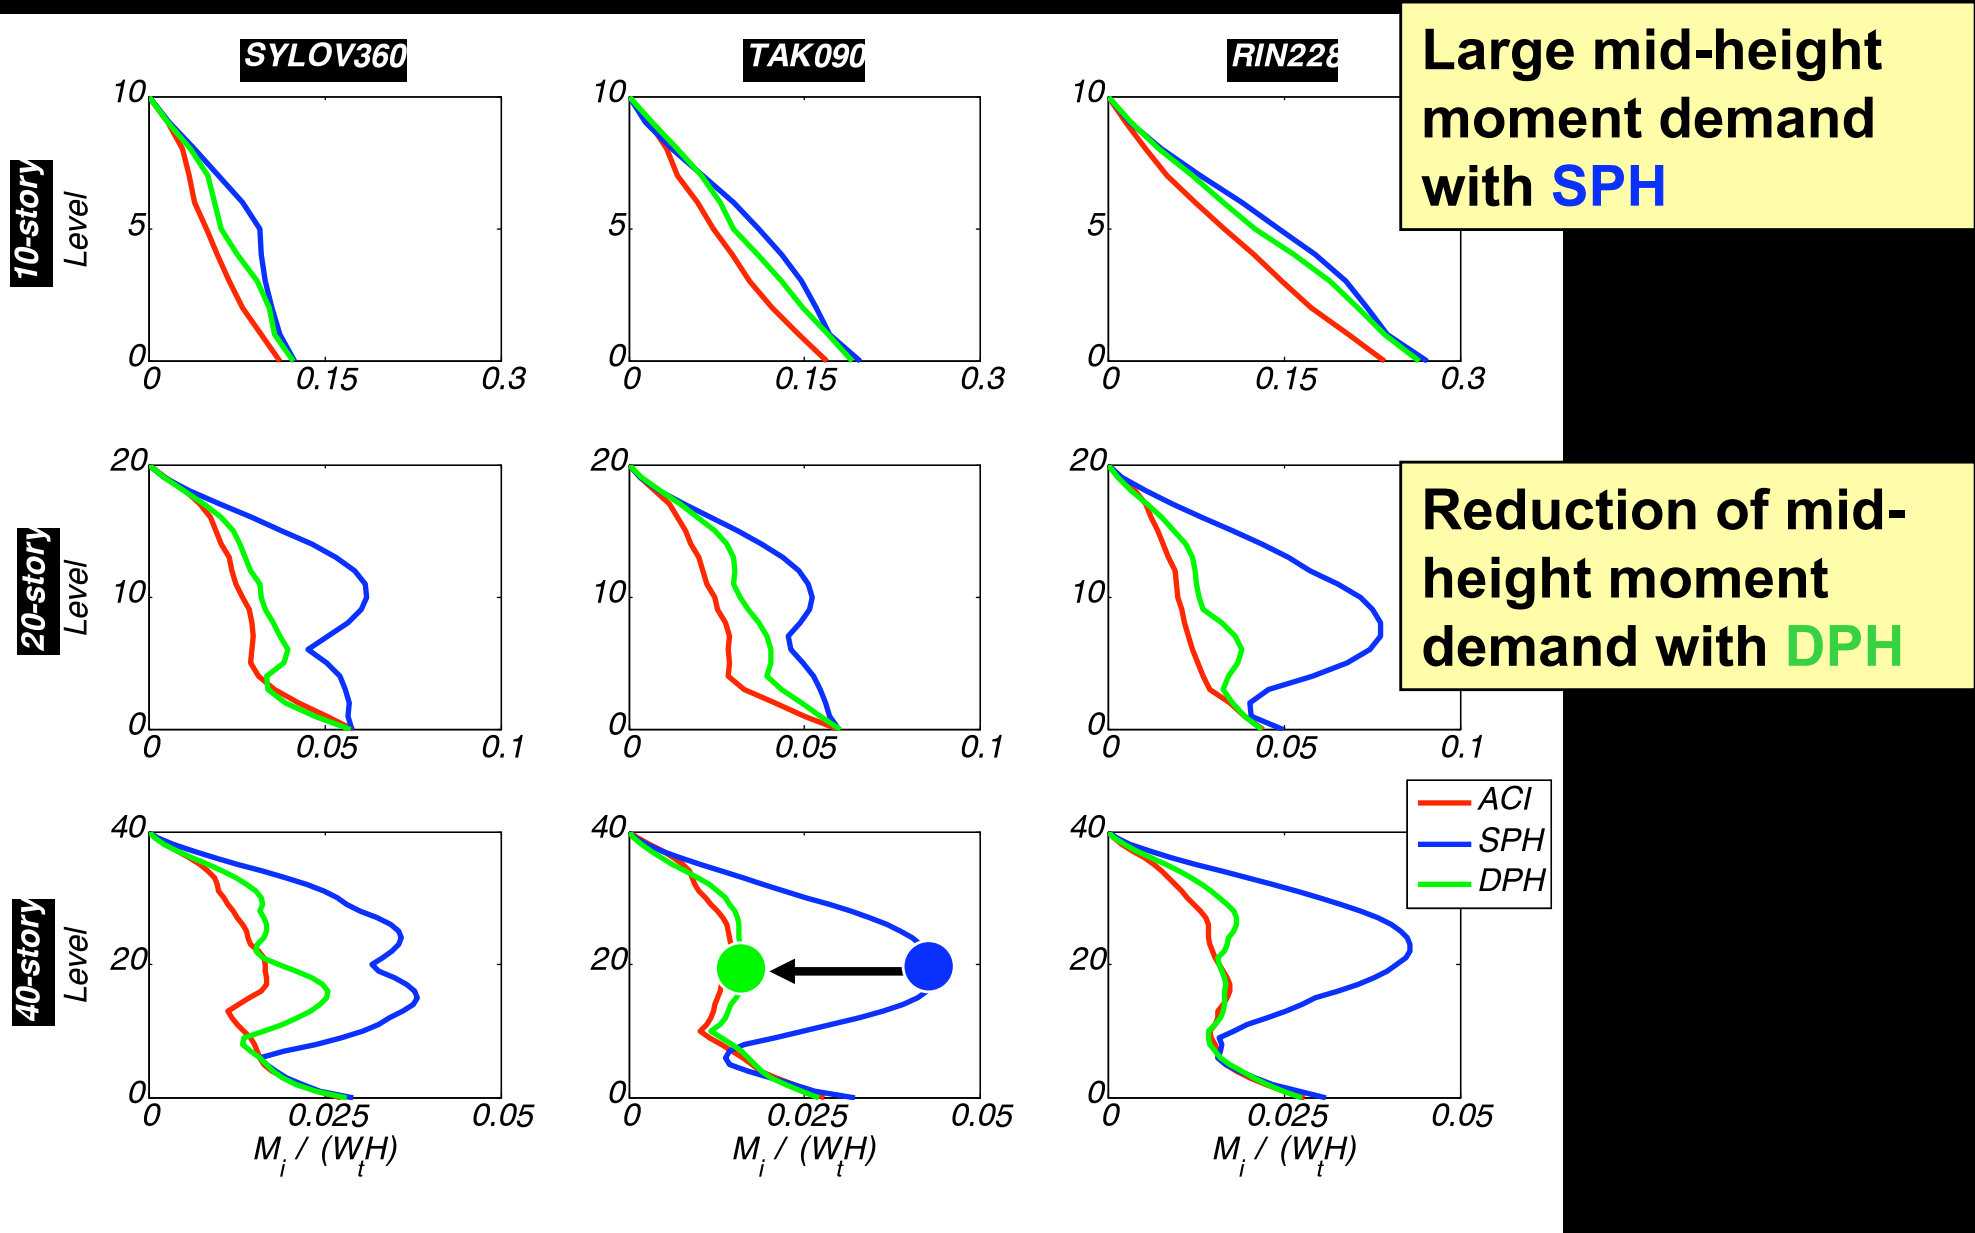 SYLOV360
TAK090
RIN228
Large mid-height
moment demand
with SPH
10-story
Level
10
5
0
0
0.15
0.3
10
5
0
0
0.15
0.3
10
5
0
0
0.15
0.3
Reduction of mid-
height moment
demand with DPH
20-story
Level
20
10
0
0
0.05
0.1
20
10
0
0
0.05
0.1
20
10
0
0
0.05
0.1
ACI
SPH
DPH
40-story
Level
40
20
0
0
0.025
0.05
M_i / (W_tH)
40
20
0
0
0.025
0.05
M_i / (W_tH)
40
20
0
0
0.025
0.05
M_i / (W_tH)